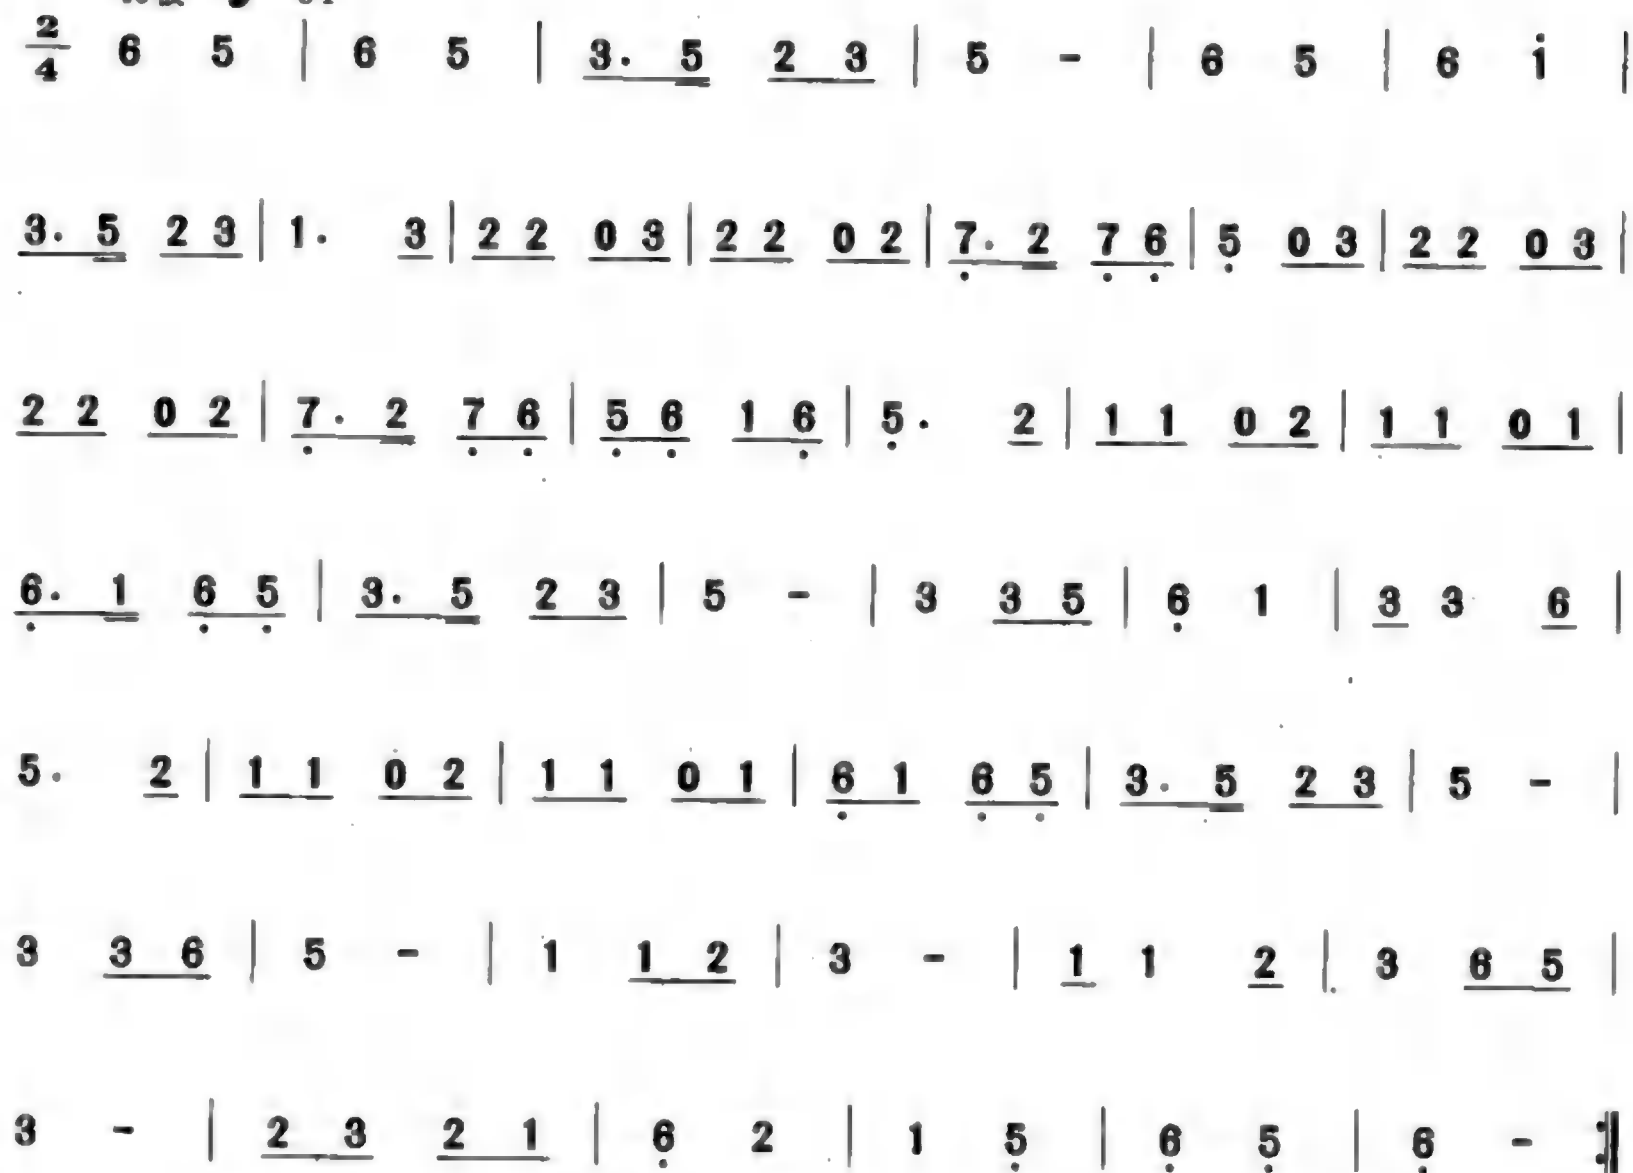 2/4 6 5 | 6 5 | 3. 5 2 3 | 5 - | 6 5 | 6 i |
3. 5 2 3 | 1. 3 | 2 2 0 3 | 2 2 0 2 | 7. 2 7 6 | 5 0 3 | 2 2 0 3 |
2 2 0 2 | 7. 2 7 6 | 5 6 1 6 | 5. 2 | 1 1 0 2 | 1 1 0 1 |
6. 1 6 5 | 3. 5 2 3 | 5 - | 3 3 5 | 6 1 | 3 3 6 |
5. 2 | 1 1 0 2 | 1 1 0 1 | 6 1 6 5 | 3. 5 2 3 | 5 - |
3 3 6 | 5 - | 1 1 2 | 3 - | 1 1 2 | 3 6 5 |
3 - | 2 3 2 1 | 6 2 | 1 5 | 6 5 | 6 - :||